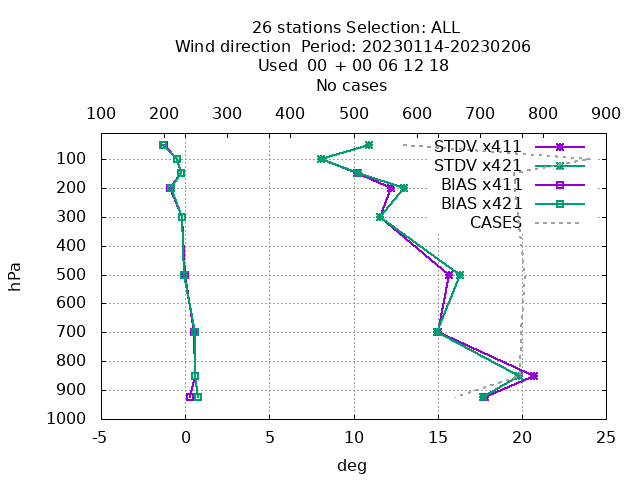 26 stations Selection: ALL
Wind direction  Period: 20230114-20230206
Used  00 + 00 06 12 18
No cases
100 200 300 400 500 600 700 800 900
STDV x411
STDV x421
BIAS x411
BIAS x421
CASES
100
200
300
400
500
600
700
800
900
1000
hPa
-5 0 5 10 15 20 25
deg